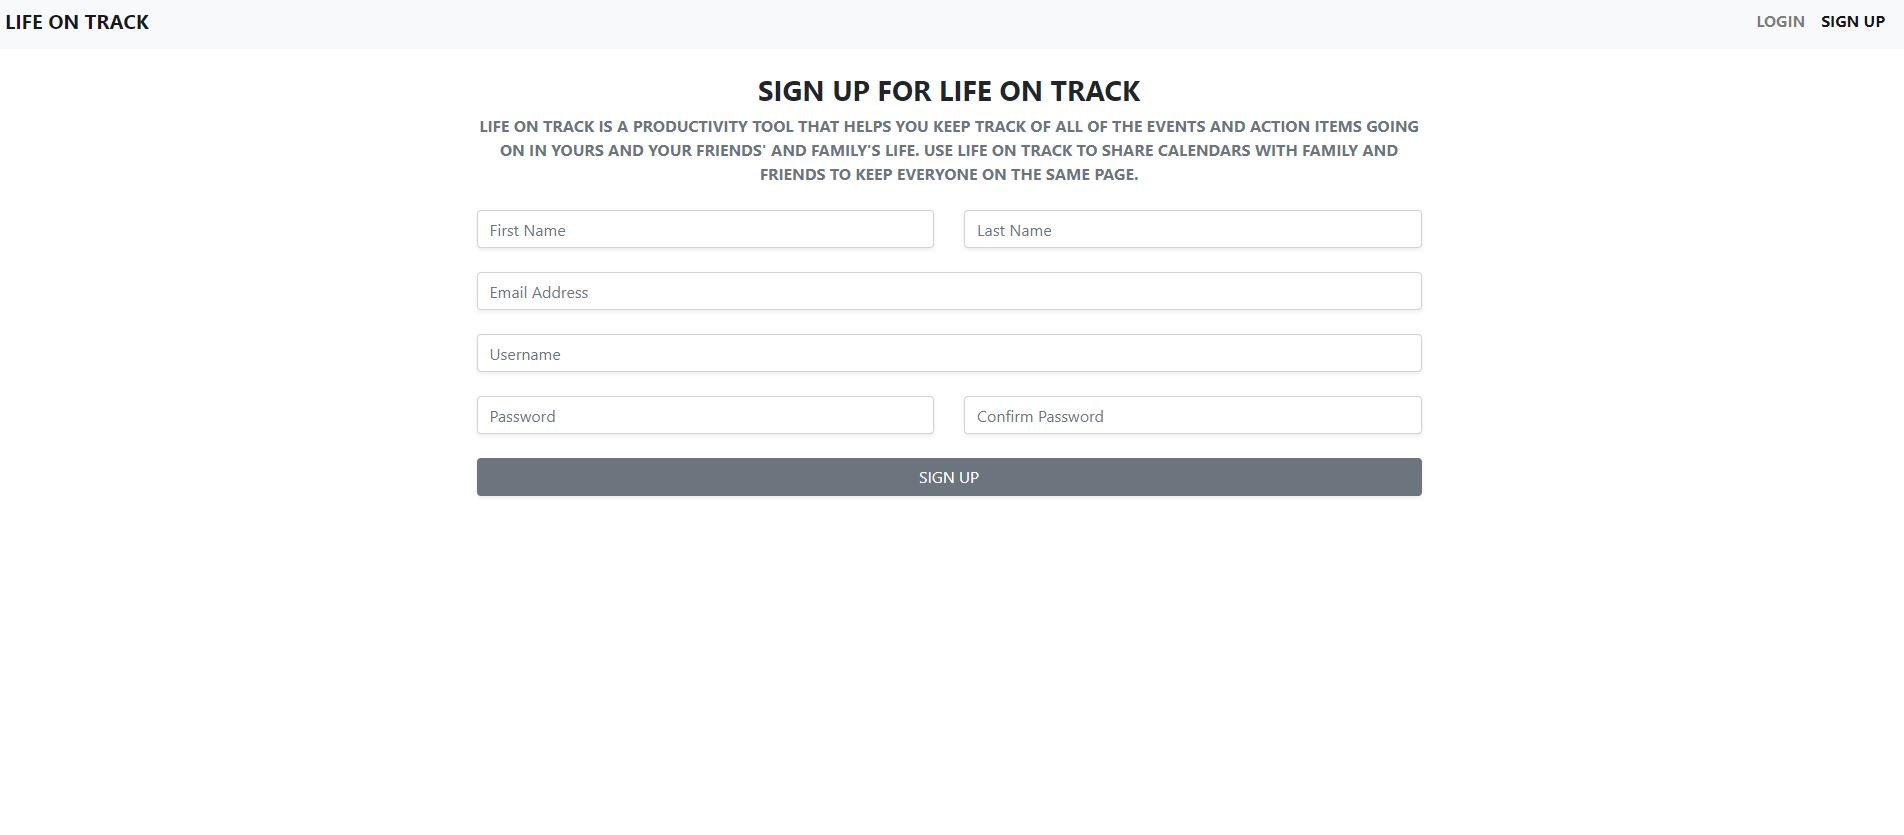 LIFE ON TRACK
LOGIN SIGN UP
SIGN UP FOR LIFE ON TRACK
LIFE ON TRACK IS A PRODUCTIVITY TOOL THAT HELPS YOU KEEP TRACK OF ALL OF THE EVENTS AND ACTION ITEMS GOING
ON IN YOURS AND YOUR FRIENDS' AND FAMILY'S LIFE. USE LIFE ON TRACK TO SHARE CALENDARS WITH FAMILY AND
FRIENDS TO KEEP EVERYONE ON THE SAME PAGE.
First Name
Last Name
Email Address
Username
Password
Confirm Password
SIGN UP